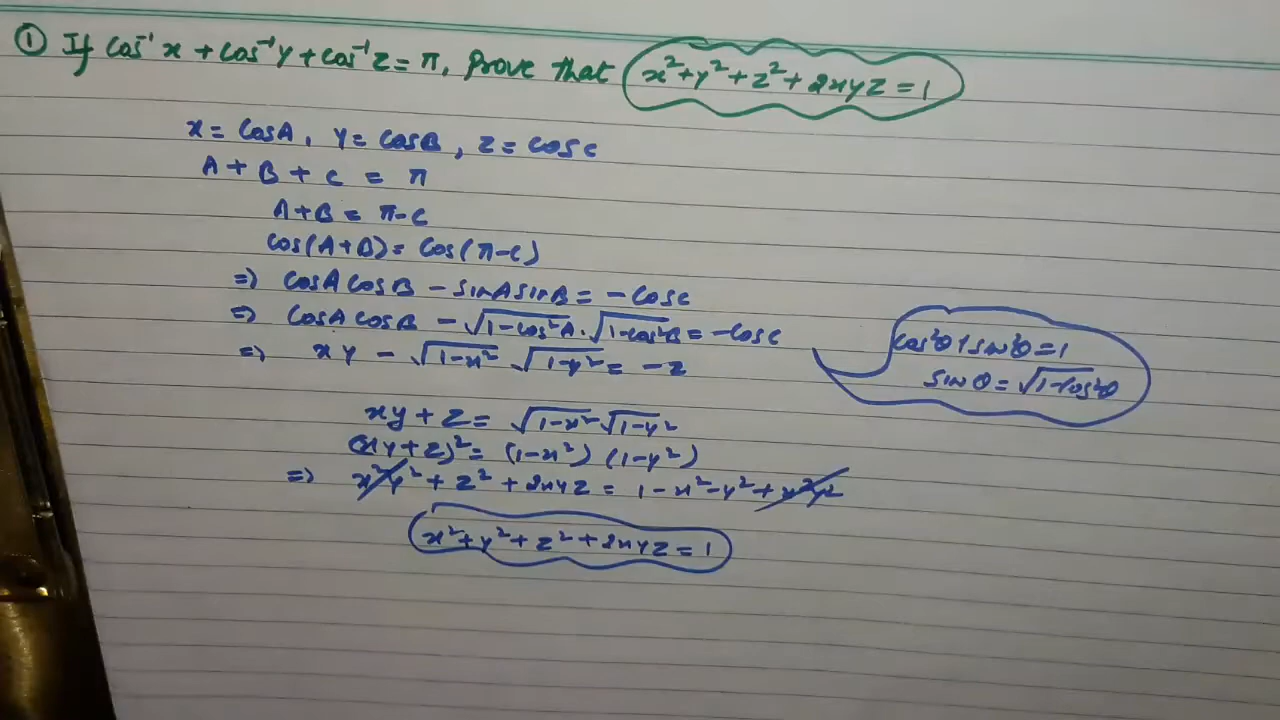 ① If cos⁻¹x + cos⁻¹y + cos⁻¹z = π, Prove that x² + y² + z² + 2xyz = 1
x = cosA, y = cosB, z = cosC
A + B + C = π
A + B = π - C
cos(A+B) = cos(π-C)
⇒ cosA cosB - sinA sinB = -cosC
⇒ cosA cosB - √1-cos²A . √1-cos²B = -cosC
⇒ xy - √1-x² √1-y² = -z
cos²θ + sin²θ = 1
sinθ = √1-cos²θ
xy + z = √1-x² √1-y²
(xy+z)² = (1-x²) (1-y²)
⇒ x²y² + z² + 2xyz = 1 - x² - y² + x²y²
x² + y² + z² + 2xyz = 1